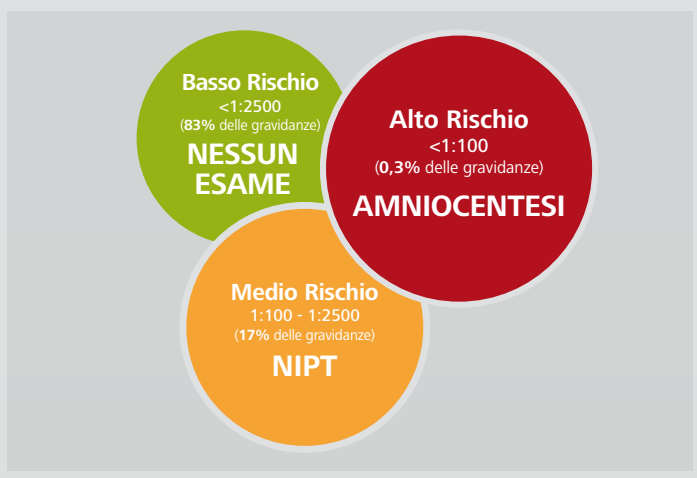 Basso Rischio
<1:2500
(83% delle gravidanze)
NESSUN
ESAME
Alto Rischio
<1:100
(0,3% delle gravidanze)
AMNIOCENTESI
Medio Rischio
1:100 - 1:2500
(17% delle gravidanze)
NIPT